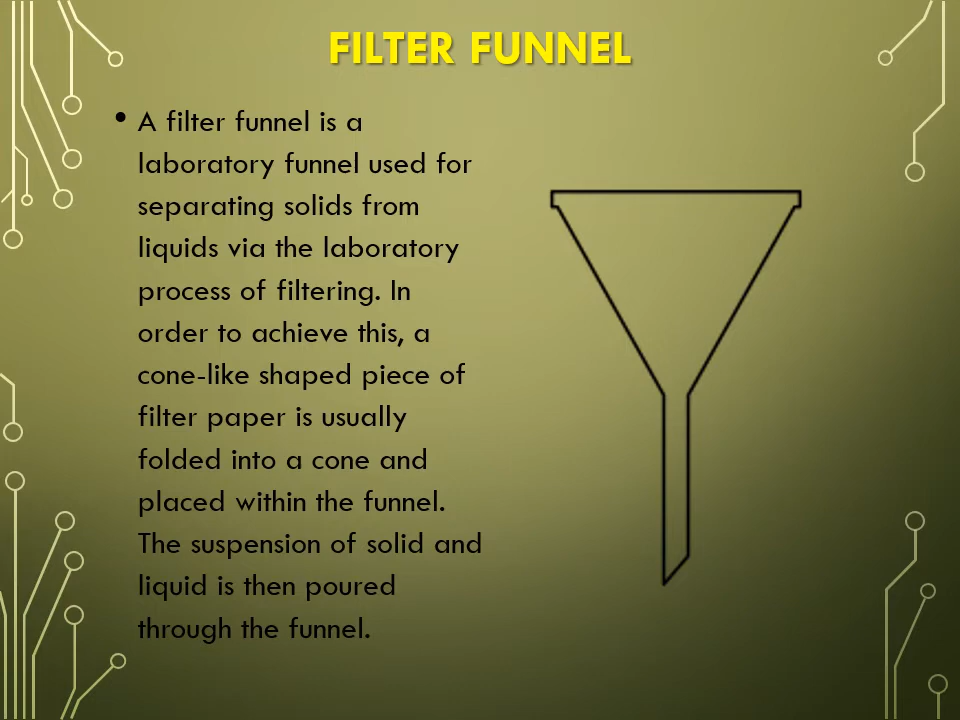 FILTER FUNNEL
• A filter funnel is a
laboratory funnel used for
separating solids from
liquids via the laboratory
process of filtering. In
order to achieve this, a
cone-like shaped piece of
filter paper is usually
folded into a cone and
placed within the funnel.
The suspension of solid and
liquid is then poured
through the funnel.